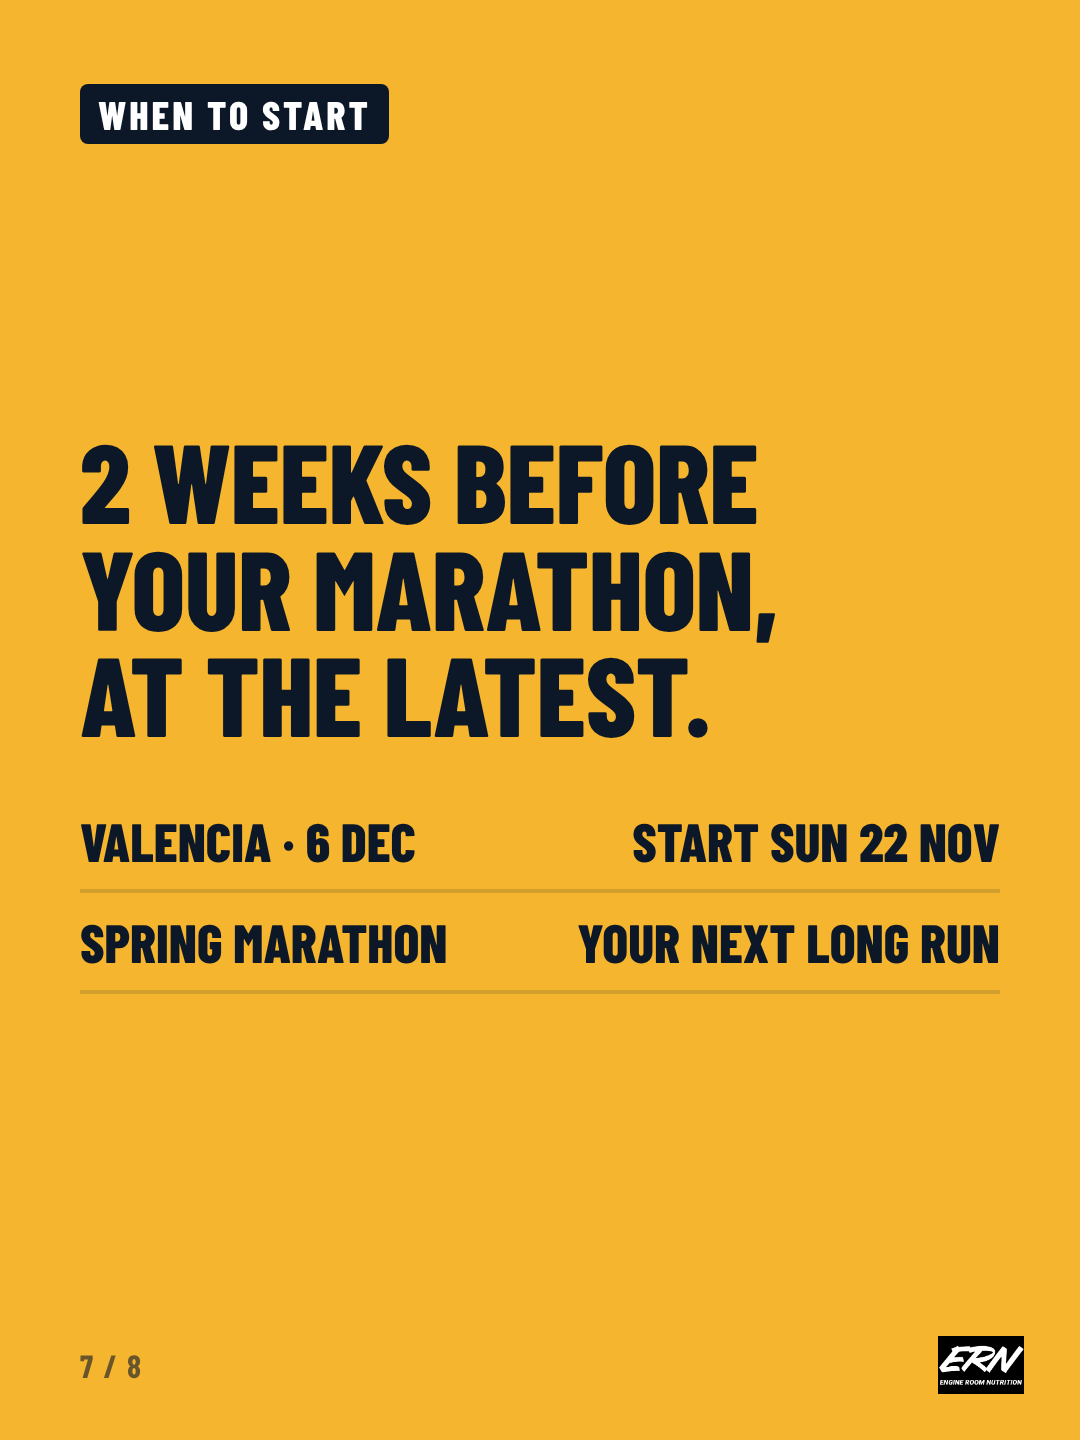 WHEN TO START
2 WEEKS BEFORE
YOUR MARATHON,
AT THE LATEST.
VALENCIA · 6 DEC
START SUN 22 NOV
SPRING MARATHON
YOUR NEXT LONG RUN
7 / 8
ERN
ENGINE ROOM NUTRITION